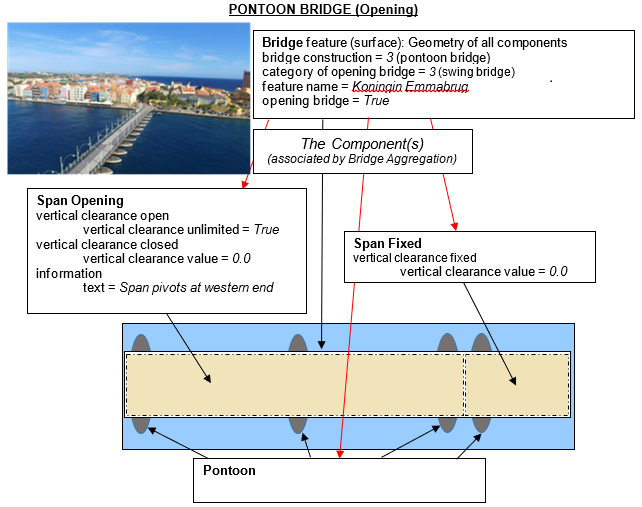 PONTOON BRIDGE (Opening)
Bridge feature (surface): Geometry of all components
bridge construction = 3 (pontoon bridge)
category of opening bridge = 3 (swing bridge)
feature name = Koningin Emmabrug
opening bridge = True
The Component(s)
(associated by Bridge Aggregation)
Span Opening
vertical clearance open
vertical clearance unlimited = True
vertical clearance closed
vertical clearance value = 0.0
information
text = Span pivots at western end
Span Fixed
vertical clearance fixed
vertical clearance value = 0.0
Pontoon